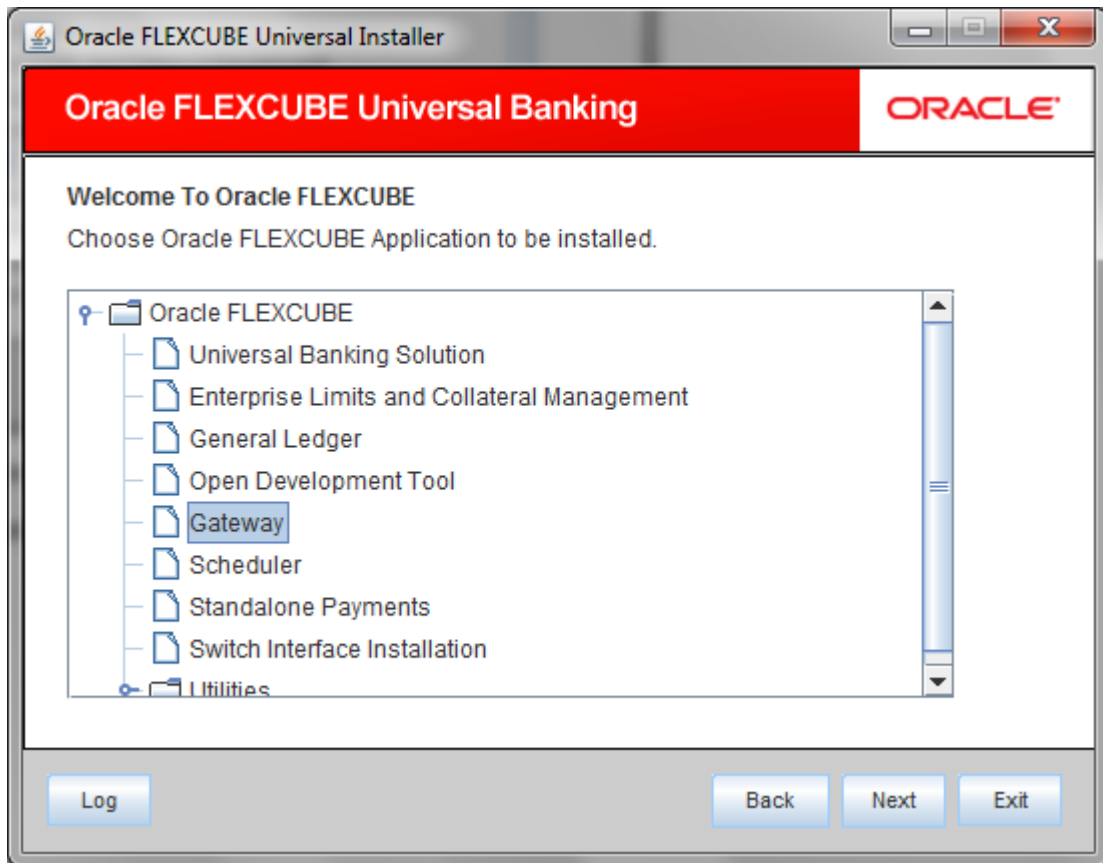 Oracle FLEXCUBE Universal Installer
Oracle FLEXCUBE Universal Banking
ORACLE
Welcome To Oracle FLEXCUBE
Choose Oracle FLEXCUBE Application to be installed.
Oracle FLEXCUBE
Universal Banking Solution
Enterprise Limits and Collateral Management
General Ledger
Open Development Tool
Gateway
Scheduler
Standalone Payments
Switch Interface Installation
Utilities
Log Back Next Exit